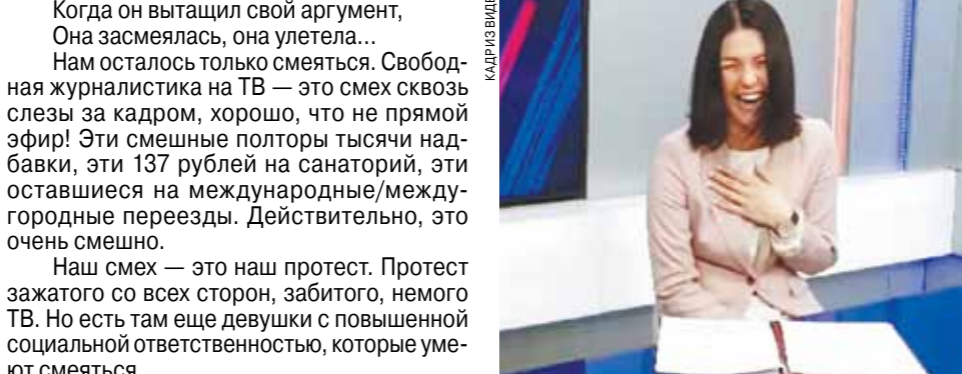 Когда он вытащил свой аргумент,
Она засмеялась, она улетела...
Нам осталось только смеяться. Свобод-
ная журналистика на ТВ — это смех сквозь
слезы за кадром, хорошо, что не прямой
эфир! Эти смешные полторы тысячи над-
бавки, эти 137 рублей на санаторий, эти
оставшиеся на международные/между-
городные переезды. Действительно, это
очень смешно.
Наш смех — это наш протест. Протест
зажатого со всех сторон, забитого, немого
ТВ. Но есть там еще девушки с повышенной
социальной ответственностью, которые уме-
ют смеяться
КАДР ИЗ